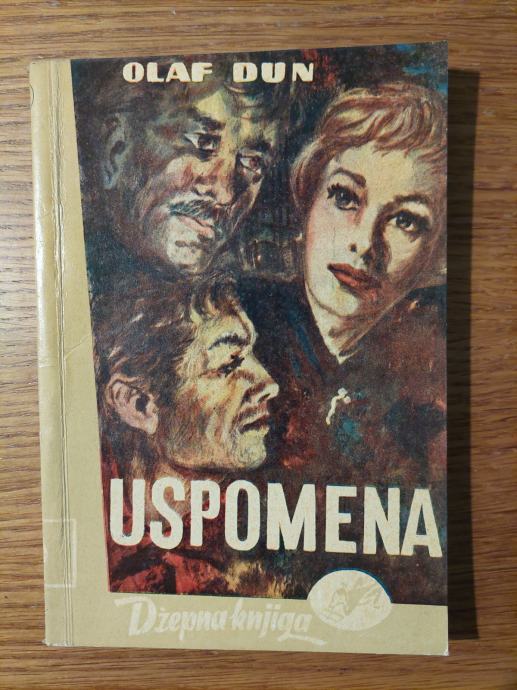 OLAF DUN
USPOMENA
Džepna knjiga